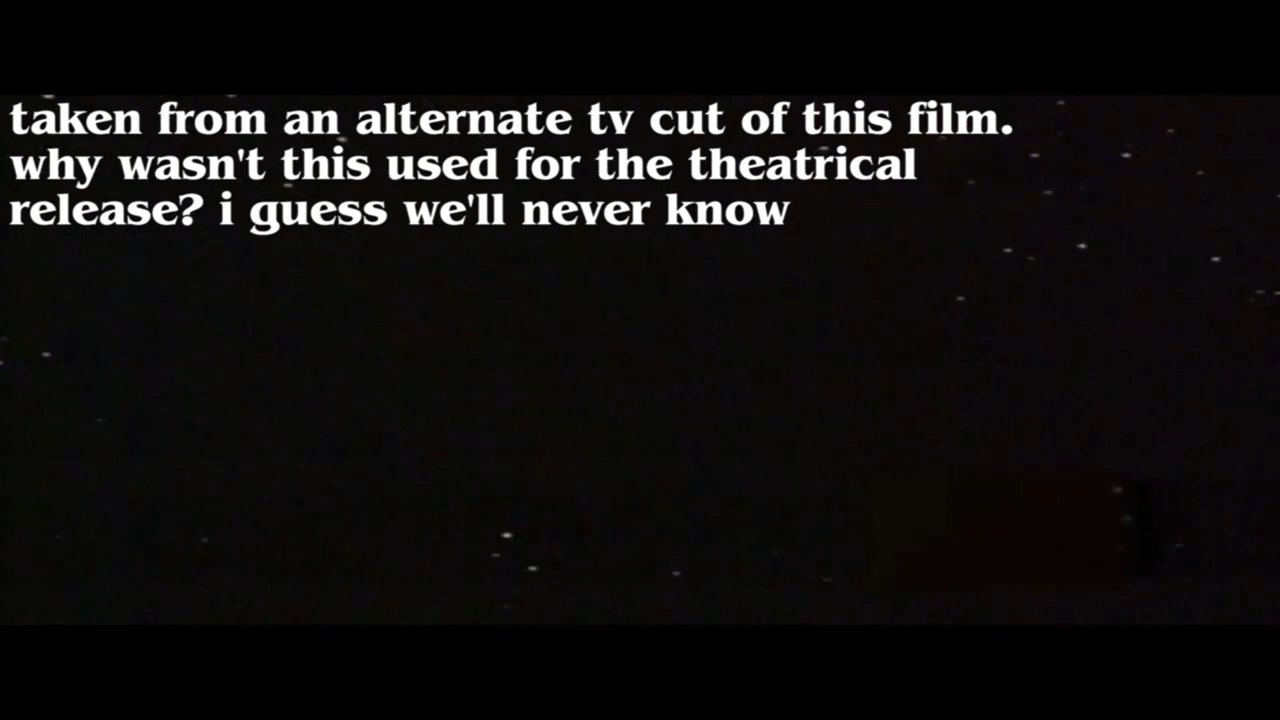 taken from an alternate tv cut of this film.
why wasn't this used for the theatrical
release? i guess we'll never know